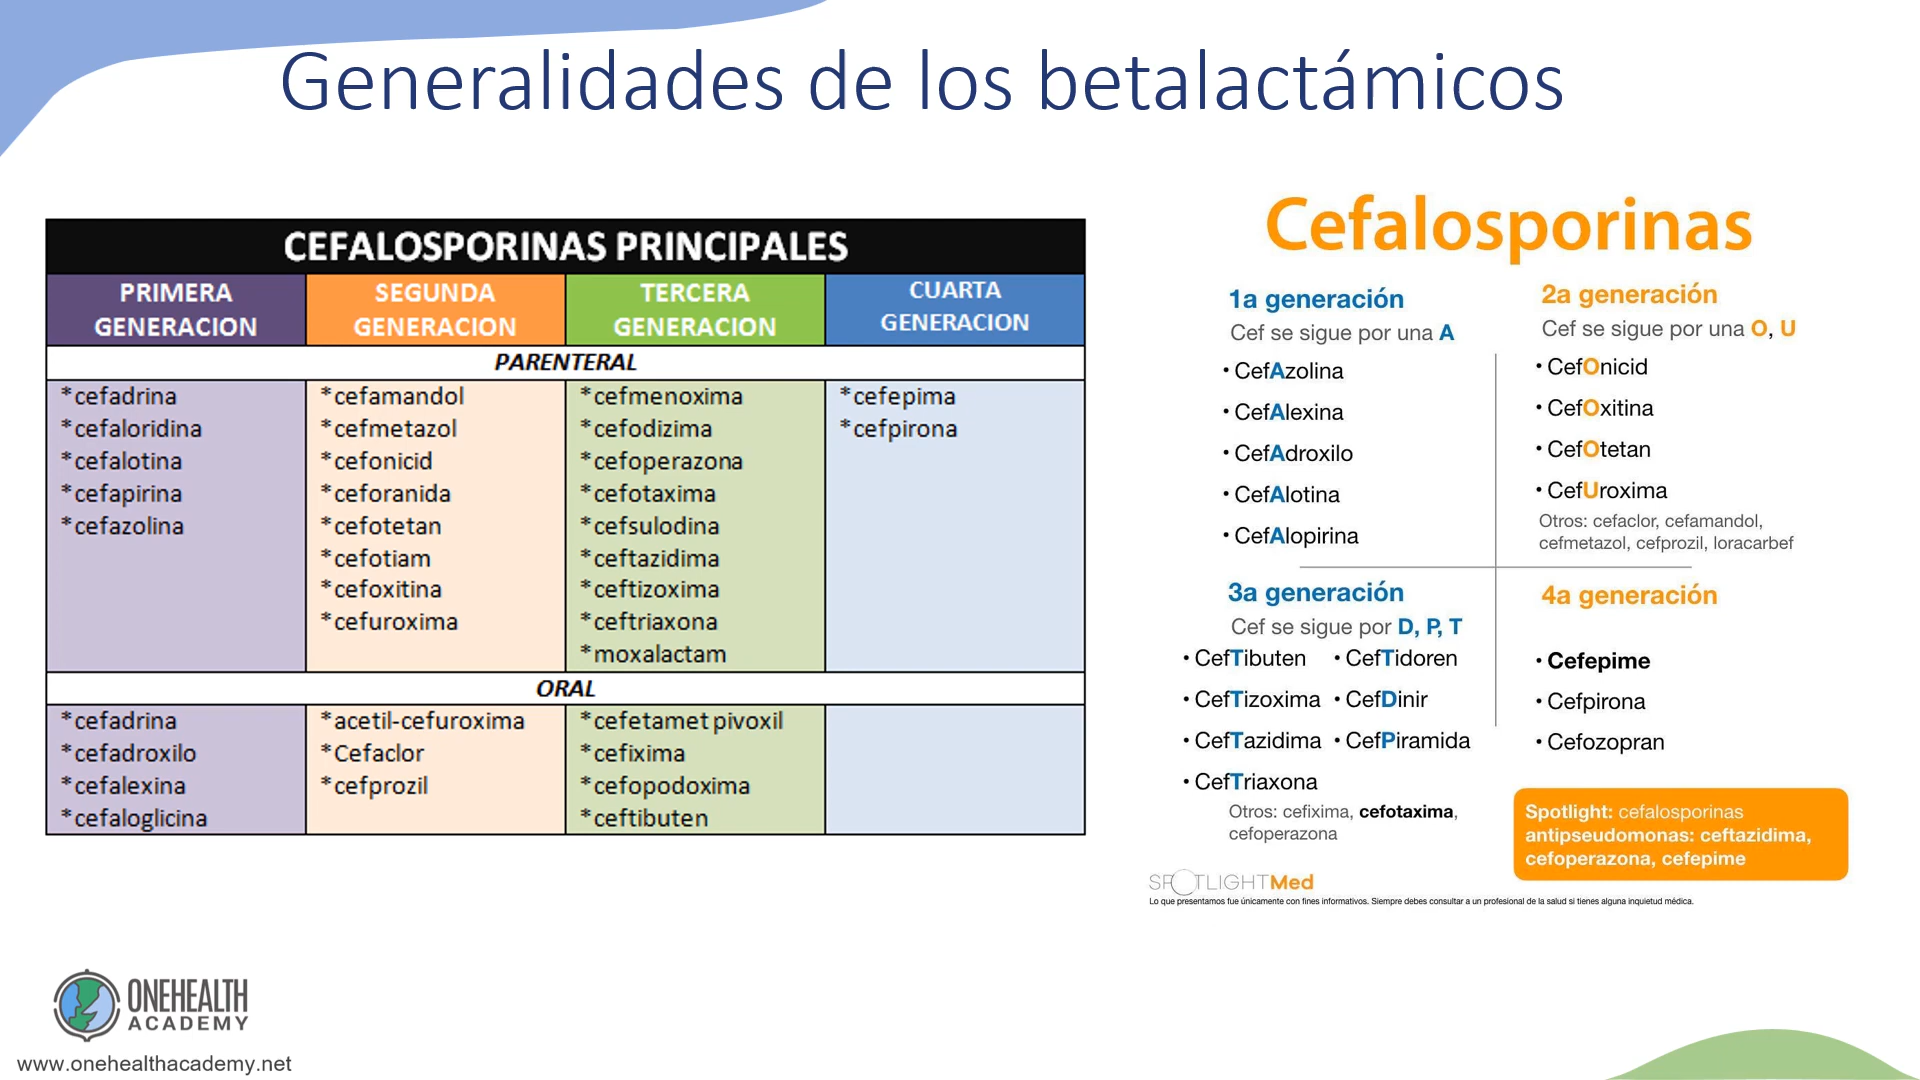 Generalidades de los betalactámicos
CEFALOSPORINAS PRINCIPALES
PRIMERA GENERACION
SEGUNDA GENERACION
TERCERA GENERACION
CUARTA GENERACION
PARENTERAL
*cefadrina
*cefaloridina
*cefalotina
*cefapirina
*cefazolina
*cefamandol
*cefmetazol
*cefonicid
*ceforanida
*cefotetan
*cefotiam
*cefoxitina
*cefuroxima
*cefmenoxima
*cefodizima
*cefoperazona
*cefotaxima
*cefsulodina
*ceftazidima
*ceftizoxima
*ceftriaxona
*moxalactam
*cefepima
*cefpirona
ORAL
*cefadrina
*cefadroxilo
*cefalexina
*cefaloglicina
*acetil-cefuroxima
*Cefaclor
*cefprozil
*cefetamet pivoxil
*cefixima
*cefopodoxima
*ceftibuten
Cefalosporinas
1a generación
Cef se sigue por una A
• CefAzolina
• CefAlexina
• CefAdroxilo
• CefAlotina
• CefAlopirina
2a generación
Cef se sigue por una O, U
• CefOnicid
• CefOxitina
• CefOtetan
• CefUroxima
Otros: cefaclor, cefamandol,
cefmetazol, cefprozil, loracarbef
3a generación
Cef se sigue por D, P, T
• CefTibuten
• CefTizoxima
• CefTazidima
• CefTriaxona
• CefTidoren
• CefDinir
• CefPiramida
Otros: cefixima, cefotaxima,
cefoperazona
4a generación
• Cefepime
• Cefpirona
• Cefozopran
Spotlight: cefalosporinas
antipseudomonas: ceftazidima,
cefoperazona, cefepime
SPOTLIGHTMed
Lo que presentamos fue únicamente con fines informativos. Siempre debes consultar a un profesional de la salud si tienes alguna inquietud médica.
ONEHEALTH
ACADEMY
www.onehealthacademy.net